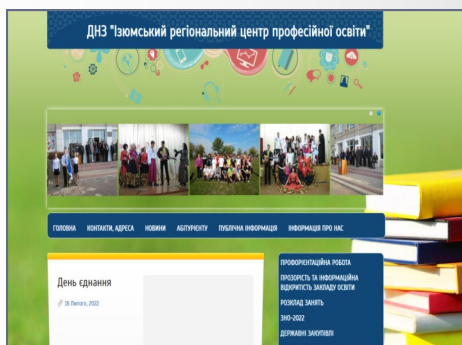 ДНЗ "Ізюмський регіональний центр професійної освіти"
ГОЛОВНА КОНТАКТИ, АДРЕСА НОВИНИ АБІТУРІЄНТУ ПУБЛІЧНА ІНФОРМАЦІЯ ІНФОРМАЦІЯ ПРО НАС
День єднання
16 Лютого, 2022
ПРОФОРІЄНТАЦІЙНА РОБОТА
ПРОЗОРІСТЬ ТА ІНФОРМАЦІЙНА
ВІДКРИТІСТЬ ЗАКЛАДУ ОСВІТИ
РОЗКЛАД ЗАНЯТЬ
ЗНО-2022
ДЕРЖАВНІ ЗАКУПІВЛІ